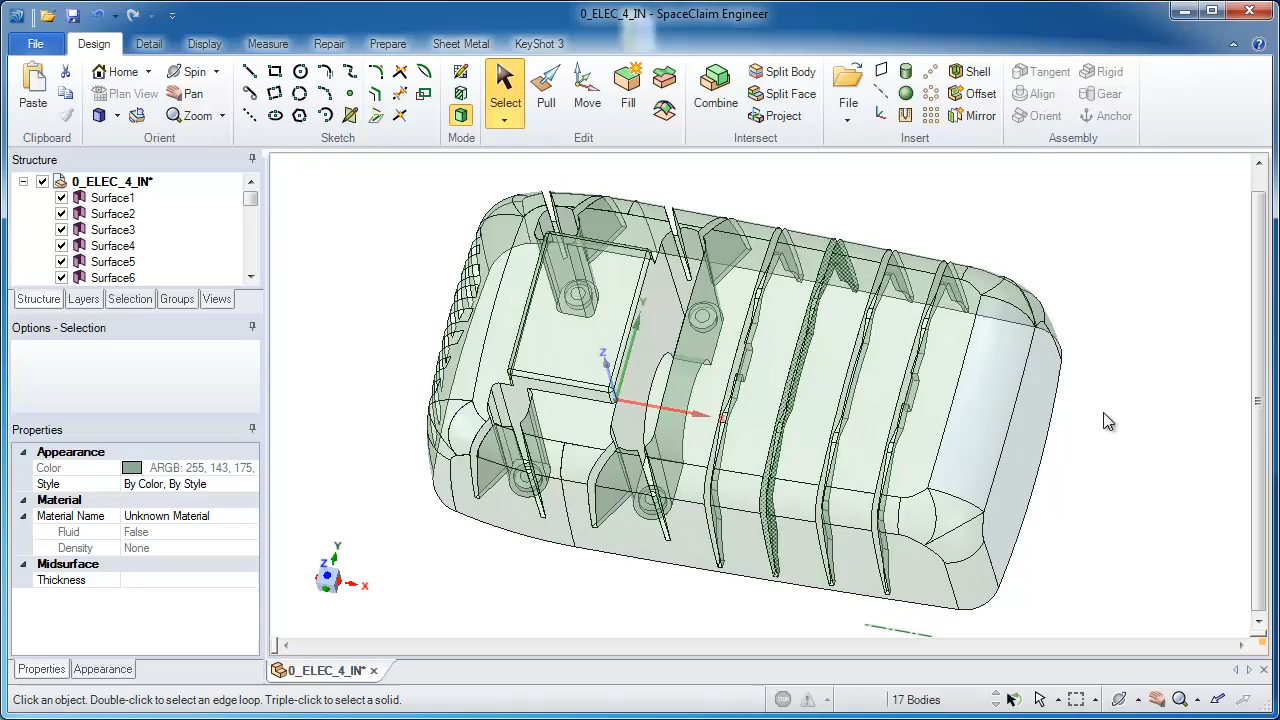 0_ELEC_4_IN - SpaceClaim Engineer
File Design Detail Display Measure Repair Prepare Sheet Metal KeyShot 3
Paste
Clipboard
Home Spin
Plan View Pan
Zoom
Orient
Sketch
Mode
Select Pull Move Fill
Edit
Combine Split Body
Split Face
Project
Intersect
File Shell
Offset
Mirror
Insert
Tangent Rigid
Align Gear
Orient Anchor
Assembly
Structure
0_ELEC_4_IN*
Surface1
Surface2
Surface3
Surface4
Surface5
Surface6
Structure Layers Selection Groups Views
Options - Selection
Properties
Appearance
Color ARGB: 255, 143, 175,
Style By Color, By Style
Material
Material Name Unknown Material
Fluid False
Density None
Midsurface
Thickness
Properties Appearance
Y
Z
Y
Z
X
0_ELEC_4_IN*
Click an object. Double-click to select an edge loop. Triple-click to select a solid.
17 Bodies